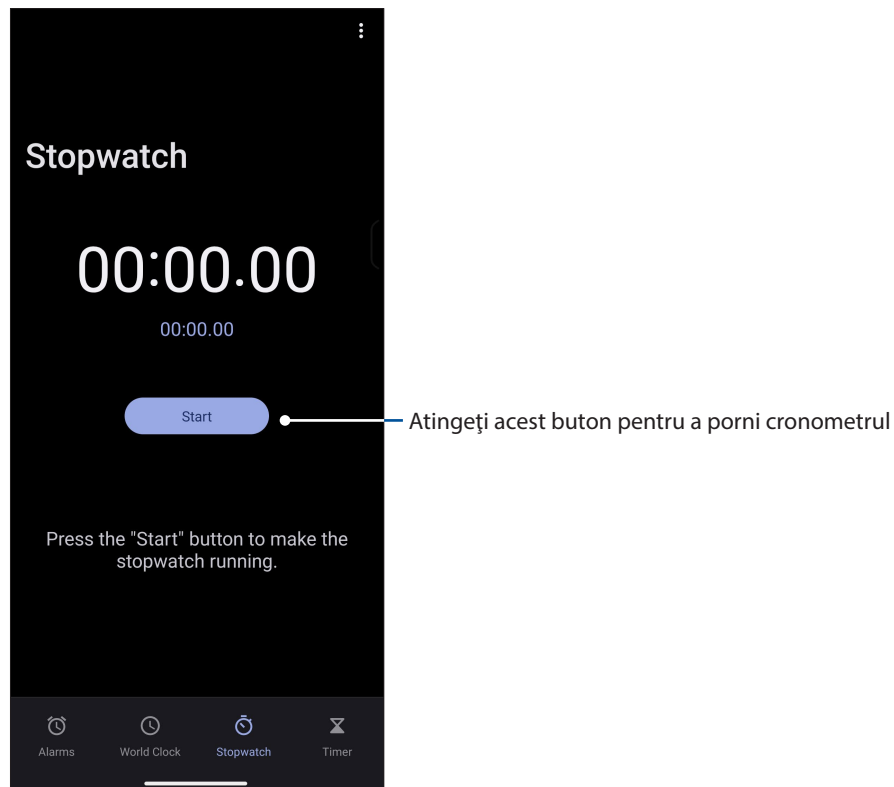 Stopwatch
00:00.00
00:00.00
Start
Atingeţi acest buton pentru a porni cronometrul
Press the "Start" button to make the
stopwatch running.
Alarms
World Clock
Stopwatch
Timer